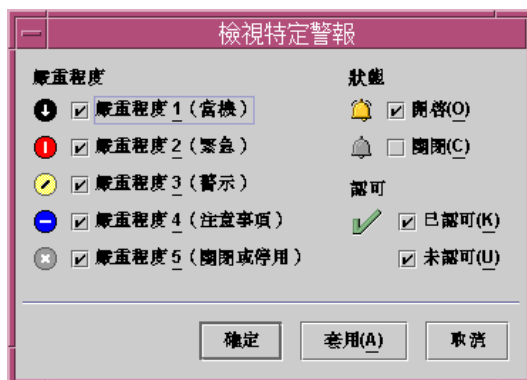 檢視特定警報
嚴重程度
嚴重程度 1 (當機)
嚴重程度 2 (緊急)
嚴重程度 3 (警示)
嚴重程度 4 (注意事項)
嚴重程度 5 (關閉或停用)
狀態
開啓(O)
關閉(C)
認可
已認可(K)
未認可(U)
確定
套用(A)
取消